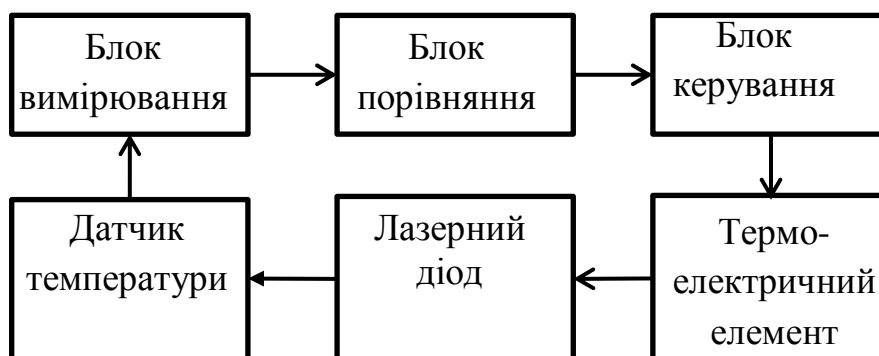 Блок
вимірювання
Блок
порівняння
Блок
керування
Датчик
температури
Лазерний
діод
Термо-
електричний
елемент